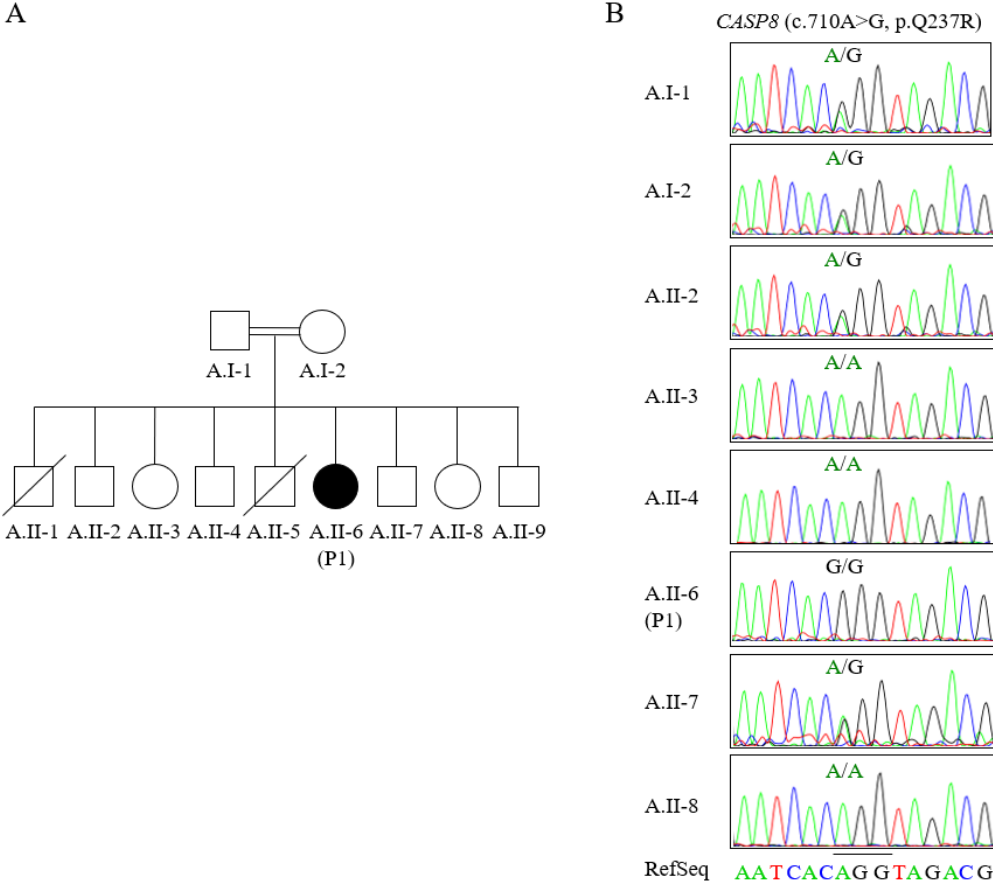 A
A.I-1 A.I-2
A.II-1 A.II-2 A.II-3 A.II-4 A.II-5 A.II-6 A.II-7 A.II-8 A.II-9
(P1)
B
CASP8 (c.710A>G, p.Q237R)
A.I-1
A/G
A.I-2
A/G
A.II-2
A/G
A.II-3
A/A
A.II-4
A/A
A.II-6
(P1)
G/G
A.II-7
A/G
A.II-8
A/A
RefSeq AATCACAGGTAGACG